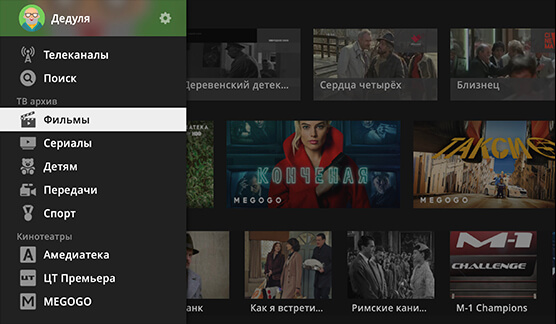 Дедуля
Телеканалы
Поиск
ТВ архив
Фильмы
Сериалы
Детям
Передачи
Спорт
Кинотеатры
Амедиатека
ЦТ Премьера
MEGOGO
Деревенский детек...
Сердца четырёх
Близнец
КОНЧЕНАЯ
MEGOGO
ТАКСИ
MEGOGO
анк
Как я встрети...
Римские кани...
M-1
CHALLENGE
M-1 Champions